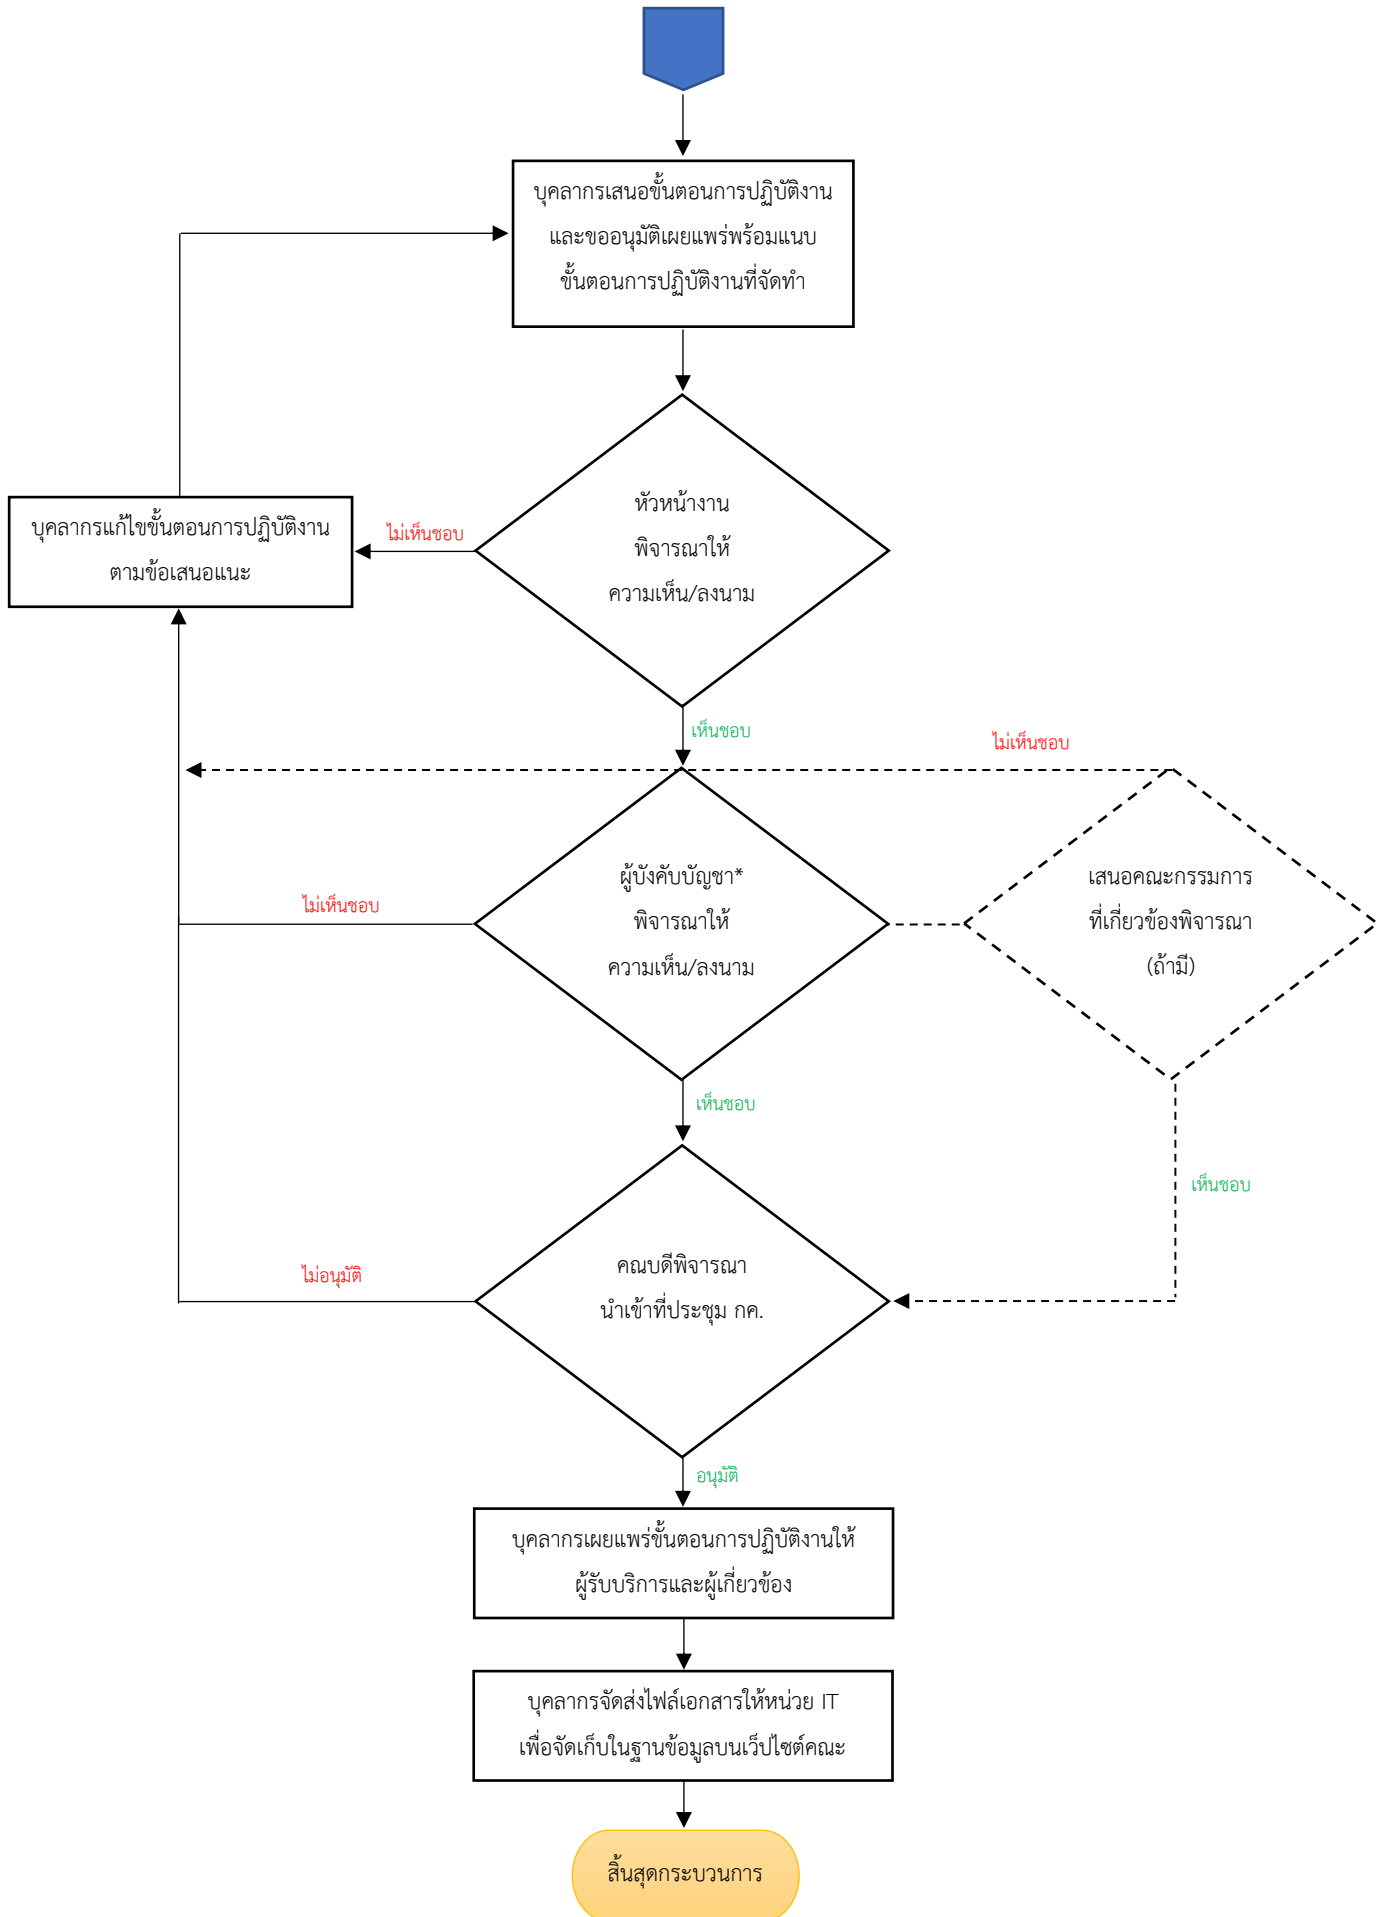 บุคลากรเสนอขั้นตอนการปฏิบัติงาน
และขออนุมัติเผยแพร่พร้อมแนบ
ขั้นตอนการปฏิบัติงานที่จัดทำ
หัวหน้างาน
พิจารณาให้
ความเห็น/ลงนาม
ไม่เห็นชอบ
บุคลากรแก้ไขขั้นตอนการปฏิบัติงาน
ตามข้อเสนอแนะ
เห็นชอบ
ไม่เห็นชอบ
ผู้บังคับบัญชา*
พิจารณาให้
ความเห็น/ลงนาม
ไม่เห็นชอบ
เสนอคณะกรรมการ
ที่เกี่ยวข้องพิจารณา
(ถ้ามี)
เห็นชอบ
เห็นชอบ
คณบดีพิจารณา
นำเข้าที่ประชุม กค.
ไม่อนุมัติ
อนุมัติ
บุคลากรเผยแพร่ขั้นตอนการปฏิบัติงานให้
ผู้รับบริการและผู้เกี่ยวข้อง
บุคลากรจัดส่งไฟล์เอกสารให้หน่วย IT
เพื่อจัดเก็บในฐานข้อมูลบนเว็ปไซต์คณะ
สิ้นสุดกระบวนการ